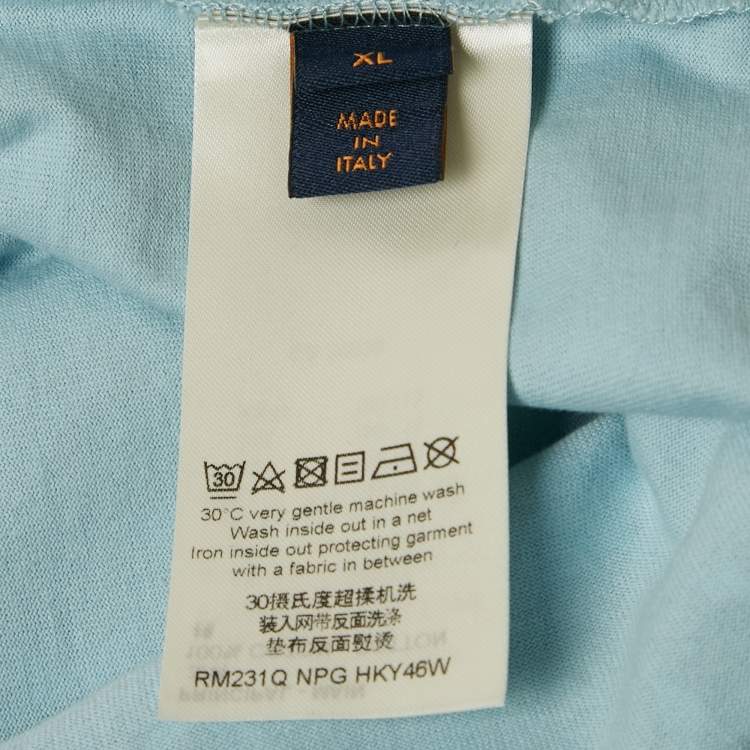 XL
MADE
IN
ITALY
30
30°C very gentle machine wash
Wash inside out in a net
Iron inside out protecting garment
with a fabric in between
30摄氏度超揉机洗
装入网带反面洗涤
垫布反面熨烫
RM231Q NPG HKY46W